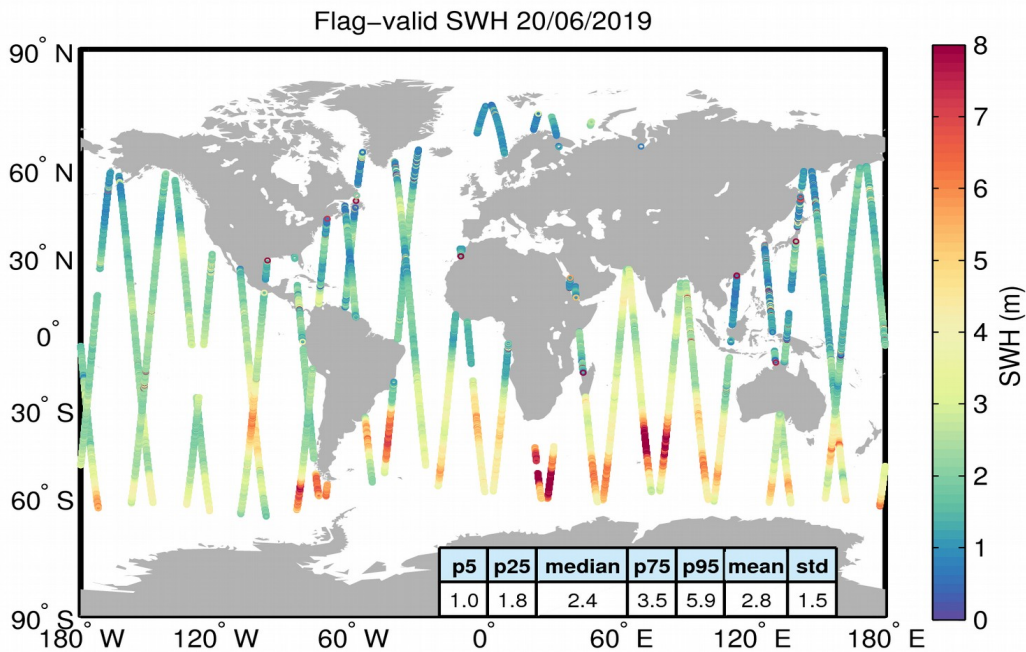 Flag−valid SWH 20/06/2019
90° N
60° N
30° N
0°
30° S
60° S
90° S
180° W
120° W
60° W
0°
60° E
120° E
180° E
p5 p25 median p75 p95 mean std
1.0 1.8 2.4 3.5 5.9 2.8 1.5
8
7
6
5
4
3
2
1
0
SWH (m)